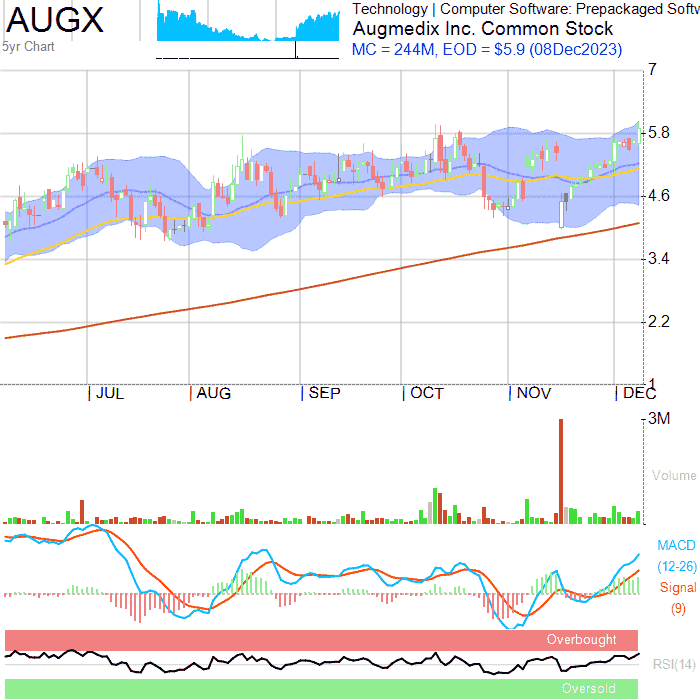 AUGX
5yr Chart
Technology | Computer Software: Prepackaged Softw
Augmedix Inc. Common Stock
MC = 244M, EOD = $5.9 (08Dec2023)
7
5.8
4.6
3.4
2.2
1
JUL
AUG
SEP
OCT
NOV
DEC
3M
Volume
MACD
(12-26)
Signal
(9)
Overbought
RSI(14)
Oversold